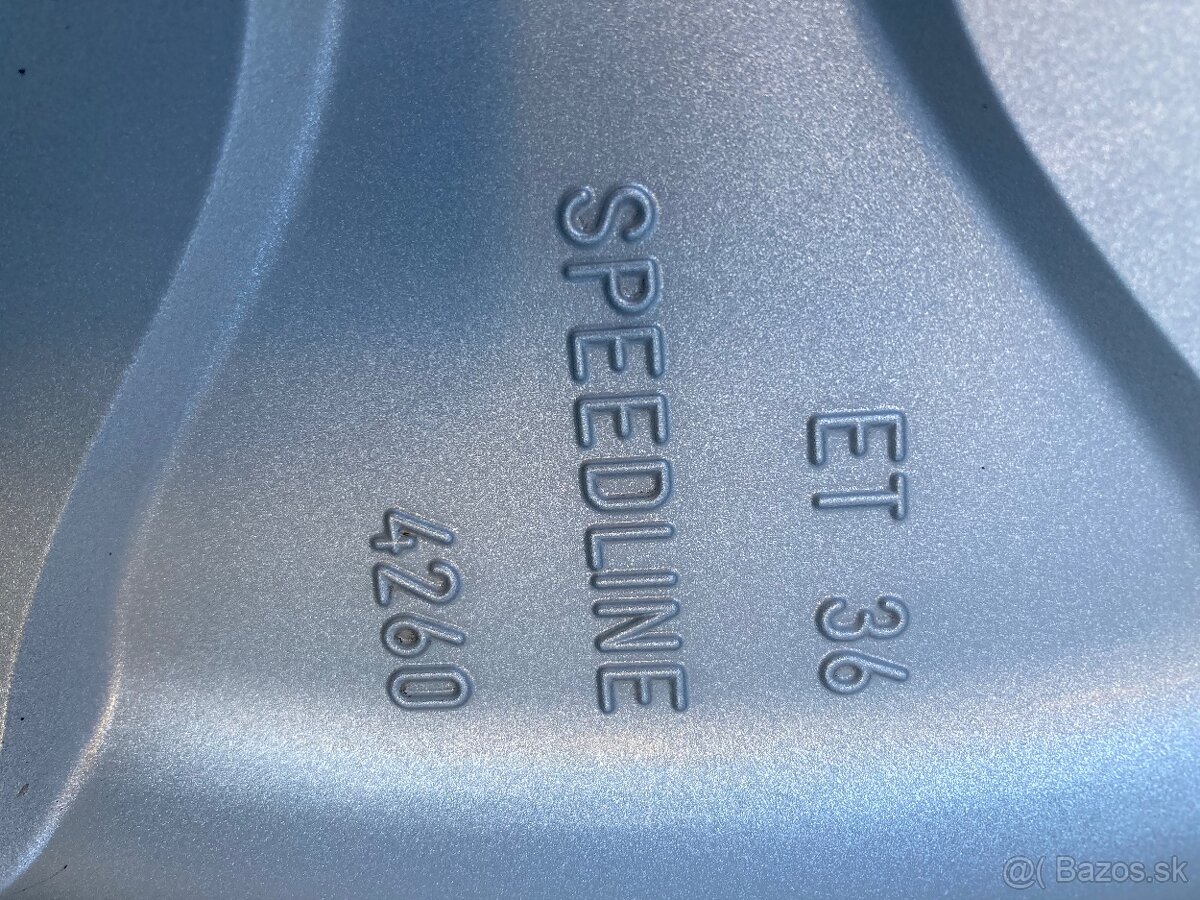 ET 36
SPEEDLINE
4260
@( Bazos.sk